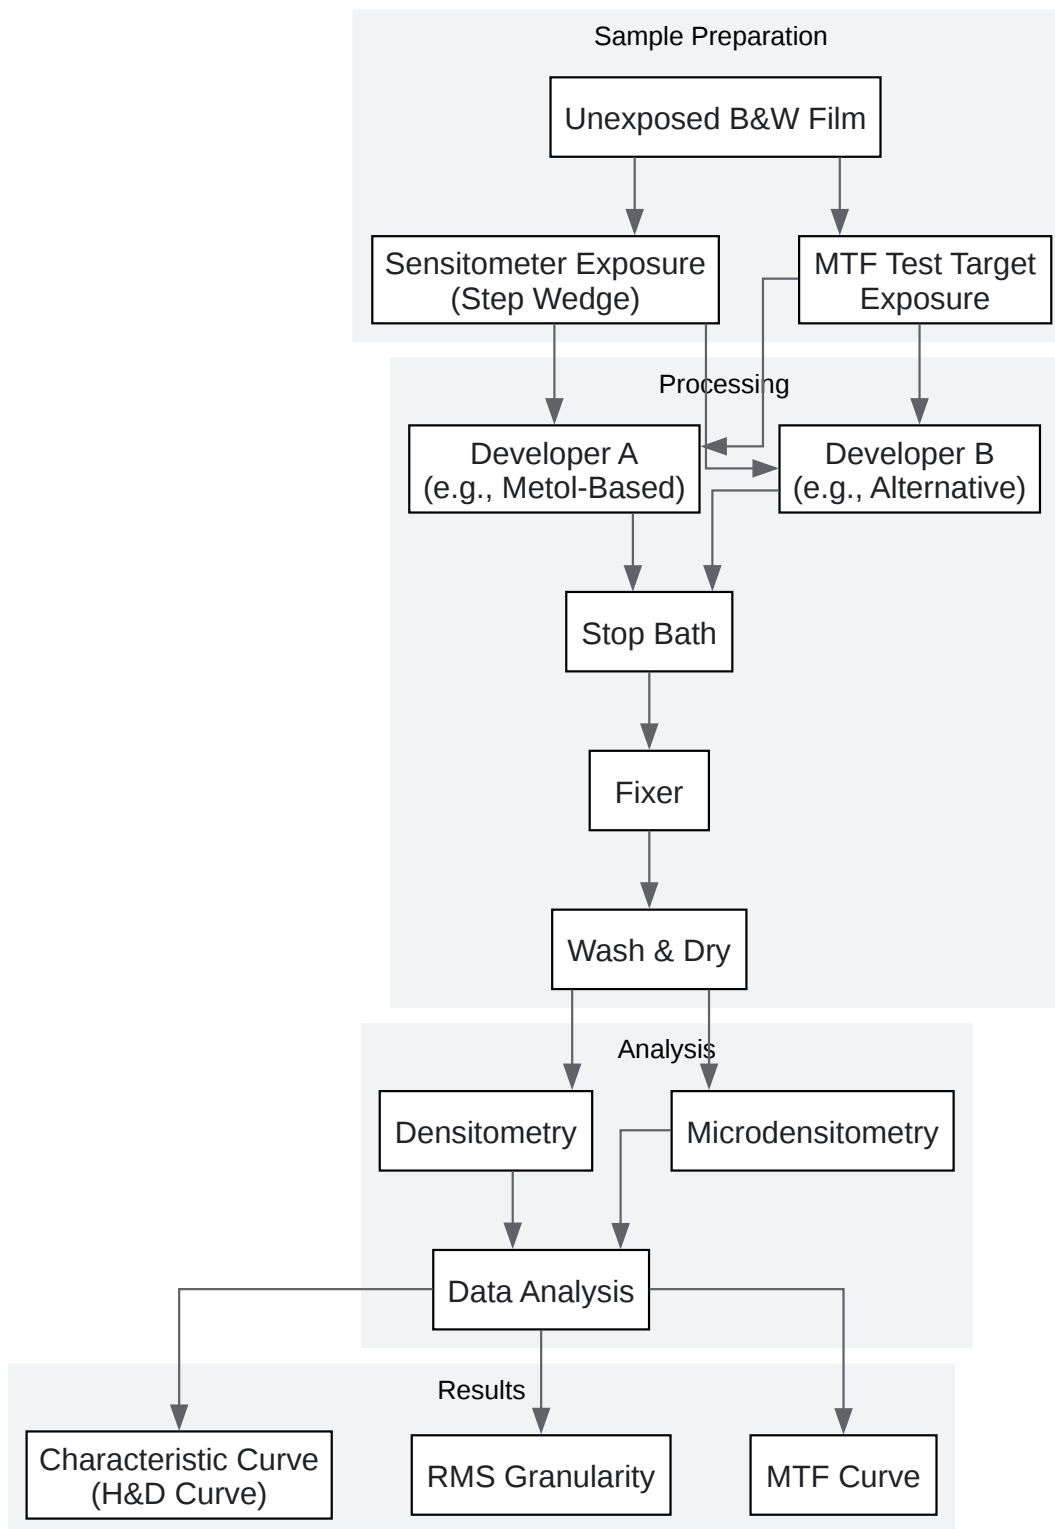 Sample Preparation
Unexposed B&W Film
Sensitometer Exposure
(Step Wedge)
MTF Test Target
Exposure
Processing
Developer A
(e.g., Metol-Based)
Developer B
(e.g., Alternative)
Stop Bath
Fixer
Wash & Dry
Analysis
Densitometry
Microdensitometry
Data Analysis
Results
Characteristic Curve
(H&D Curve)
RMS Granularity
MTF Curve